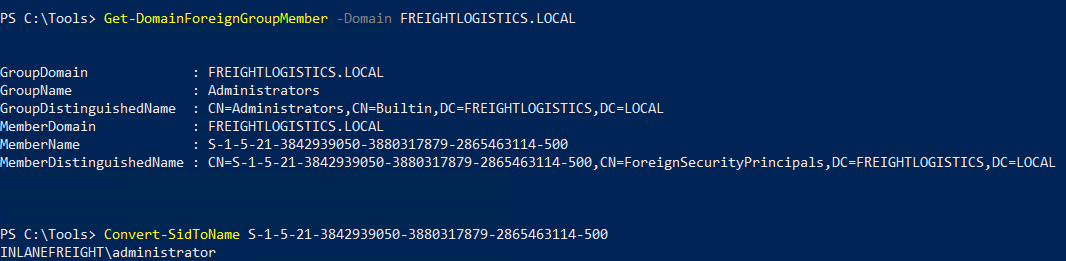 PS C:\Tools> Get-DomainForeignGroupMember -Domain FREIGHTLOGISTICS.LOCAL
GroupDomain : FREIGHTLOGISTICS.LOCAL
GroupName : Administrators
GroupDistinguishedName : CN=Administrators,CN=Builtin,DC=FREIGHTLOGISTICS,DC=LOCAL
MemberDomain : FREIGHTLOGISTICS.LOCAL
MemberName : S-1-5-21-3842939050-3880317879-2865463114-500
MemberDistinguishedName : CN=S-1-5-21-3842939050-3880317879-2865463114-500,CN=ForeignSecurityPrincipals,DC=FREIGHTLOGISTICS,DC=LOCAL
PS C:\Tools> Convert-SidToName S-1-5-21-3842939050-3880317879-2865463114-500
INLANEFREIGHT\administrator